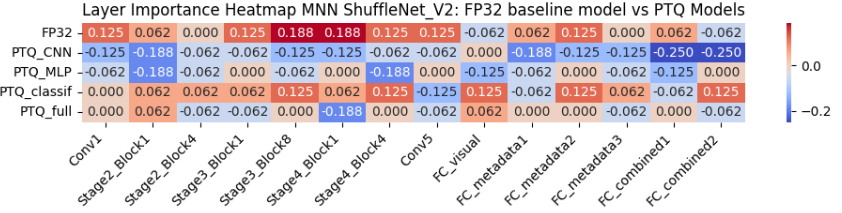 Layer Importance Heatmap MNN ShuffleNet_V2: FP32 baseline model vs PTQ Models
FP32 0.125 0.062 0.000 0.125 0.188 0.188 0.125 0.125 -0.062 0.062 0.125 0.000 0.062 -0.062
PTQ_CNN -0.125 -0.188 -0.062 -0.062 -0.125 -0.125 -0.062 -0.062 0.000 -0.188 -0.125 -0.125 -0.250 -0.250
PTQ_MLP -0.062 -0.188 -0.062 0.000 -0.062 0.000 -0.188 0.000 -0.125 -0.062 0.000 -0.062 -0.125 0.000
PTQ_classif 0.000 0.062 0.062 0.062 0.125 0.062 0.125 -0.125 0.125 0.000 0.125 0.062 -0.062 0.125
PTQ_full 0.000 0.062 -0.062 -0.062 0.000 -0.188 0.000 -0.062 0.062 0.000 0.000 -0.062 0.000 -0.062
0.0
−0.2
Conv1
Stage2_Block1
Stage2_Block4
Stage3_Block1
Stage3_Block8
Stage4_Block1
Stage4_Block4
Conv5
FC_visual
FC_metadata1
FC_metadata2
FC_metadata3
FC_combined1
FC_combined2